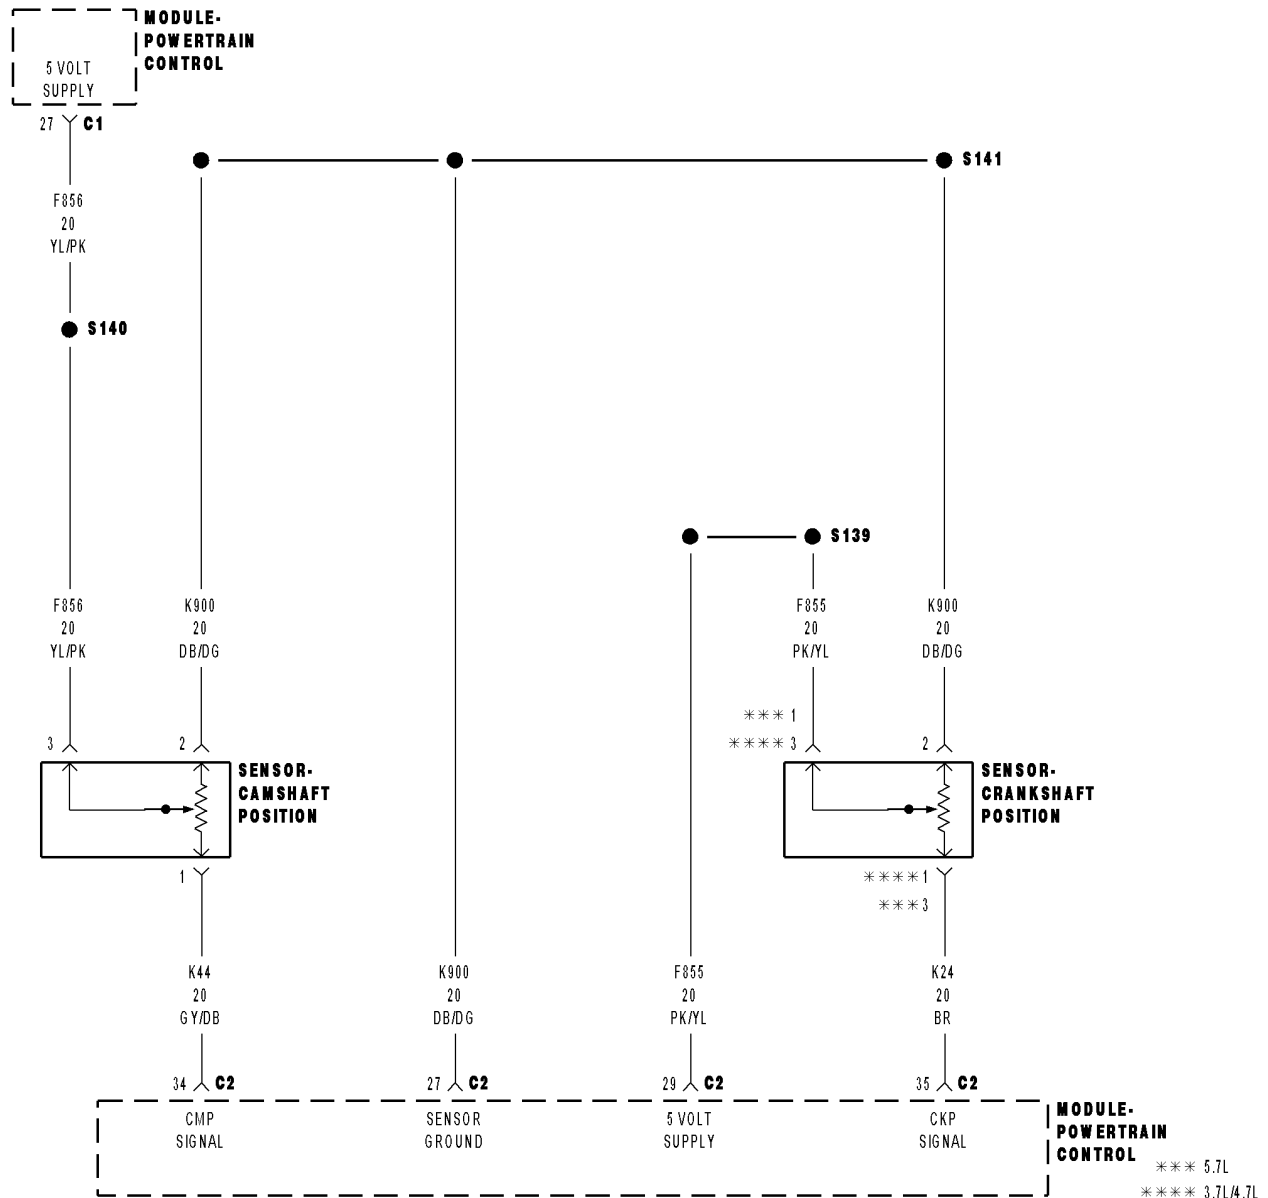 MODULE-
POWERTRAIN
CONTROL
5 VOLT
SUPPLY
27 C1
F856
20
YL/PK
S141
S140
S139
F856
20
YL/PK
K900
20
DB/DG
F855
20
PK/YL
K900
20
DB/DG
*** 1
**** 3
3
2
2
SENSOR-
CAMSHAFT
POSITION
SENSOR-
CRANKSHAFT
POSITION
1
****1
***3
K44
20
GY/DB
K900
20
DB/DG
F855
20
PK/YL
K24
20
BR
34 C2
27 C2
29 C2
35 C2
CMP
SIGNAL
SENSOR
GROUND
5 VOLT
SUPPLY
CKP
SIGNAL
MODULE-
POWERTRAIN
CONTROL
*** 5.7L
**** 3.7L/4.7L